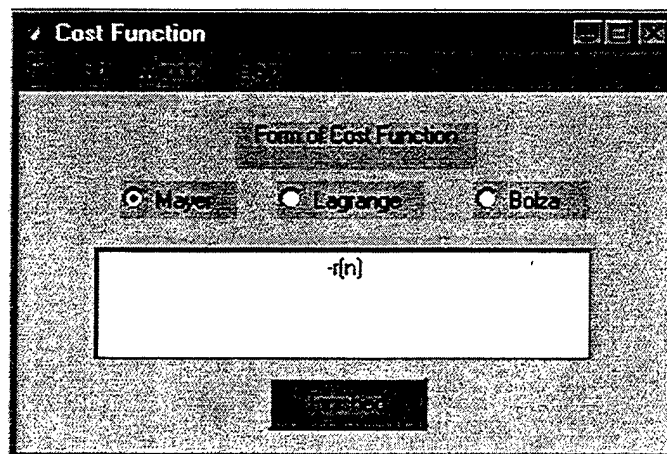 Cost Function
Form of Cost Function
Mayer Lagrange Bolza
-r(n)